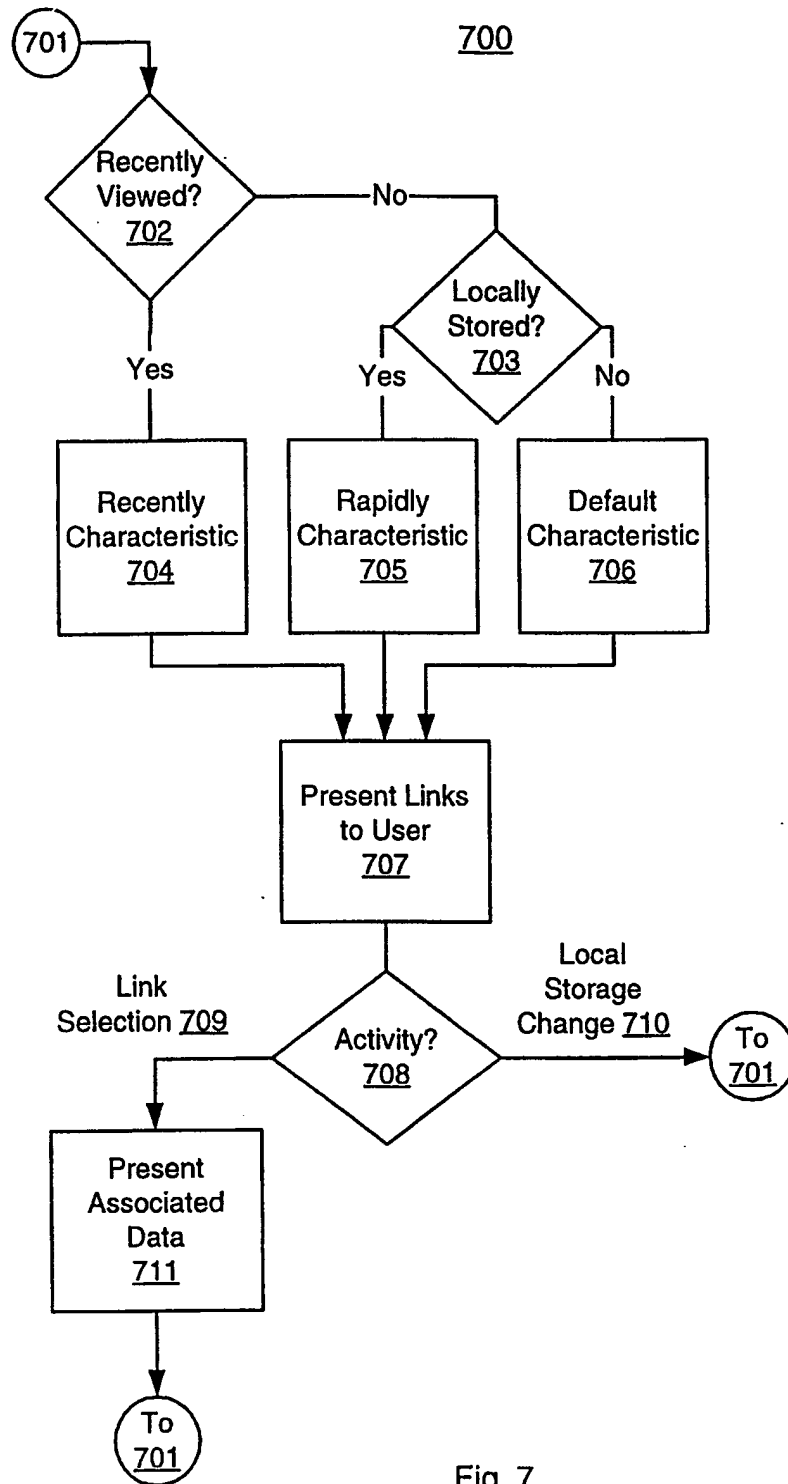 701
700
Recently
Viewed?
702
No
Locally
Stored?
703
Yes
Yes
No
Recently
Characteristic
704
Rapidly
Characteristic
705
Default
Characteristic
706
Present Links
to User
707
Link
Selection 709
Activity?
708
Local
Storage
Change 710
To
701
Present
Associated
Data
711
To
701
Fig. 7